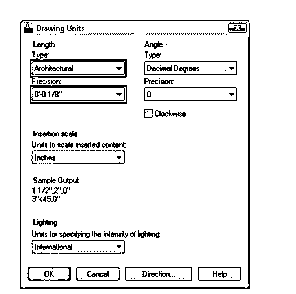 Drawing Units
Length
Type:
Architectural
Precision:
0'-0 1/8"
Angle
Type:
Decimal Degrees
Precision:
0
Clockwise
Insertion scale
Units to scale inserted content:
Inches
Sample Output
1 1/2",2",0"
3"<45,0"
Lighting
Units for specifying the intensity of lighting:
International
OK
Cancel
Direction...
Help